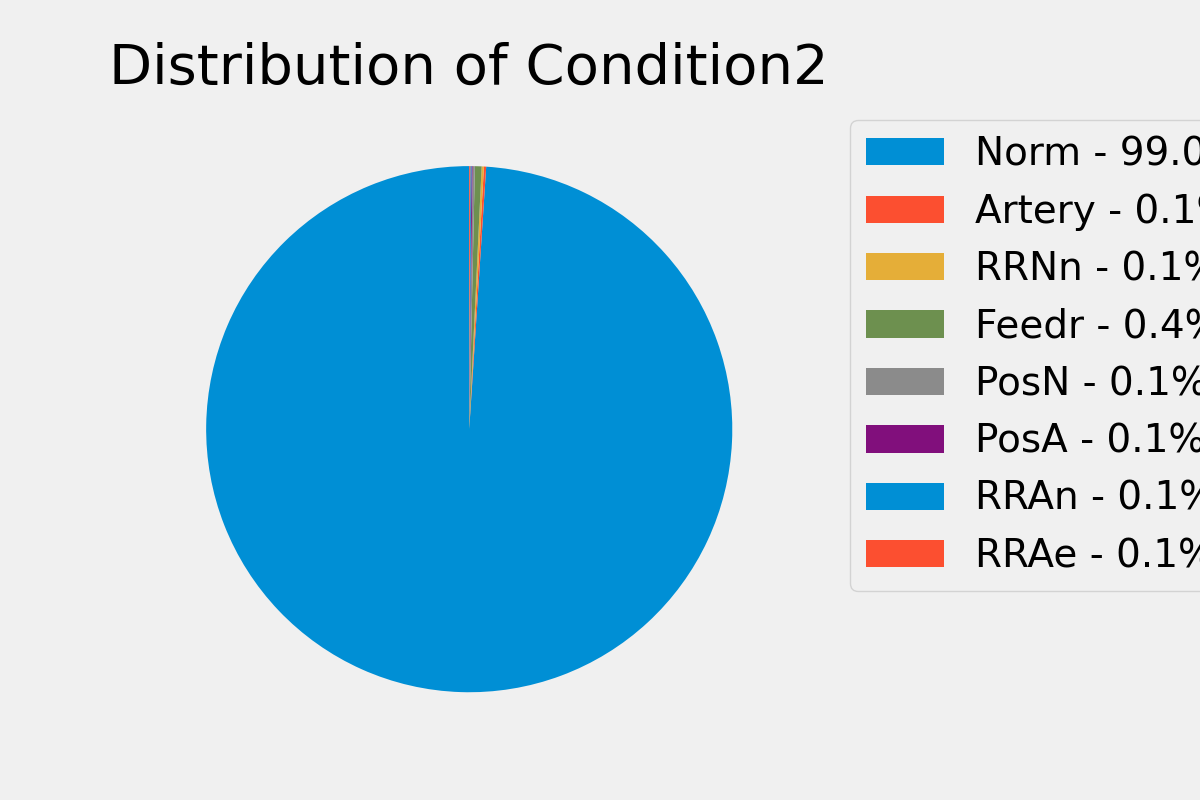 Distribution of Condition2
Norm - 99.0
Artery - 0.1%
RRNn - 0.1%
Feedr - 0.4%
PosN - 0.1%
PosA - 0.1%
RRAn - 0.1%
RRAe - 0.1%